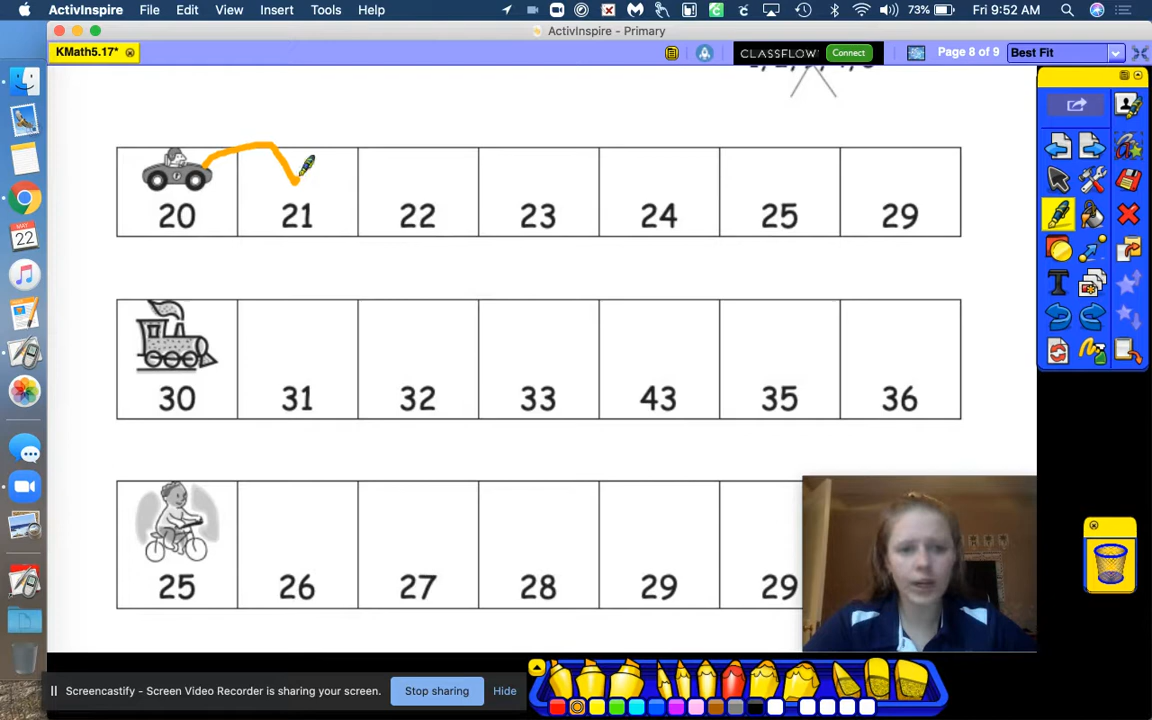 ActivInspire File Edit View Insert Tools Help 73% Fri 9:52 AM
ActivInspire - Primary
KMath5.17* CLASSFLOW Connect Page 8 of 9 Best Fit
20 21 22 23 24 25 29
MAY
22
30 31 32 33 43 35 36
25 26 27 28 29 29
Screencastify - Screen Video Recorder is sharing your screen. Stop sharing Hide